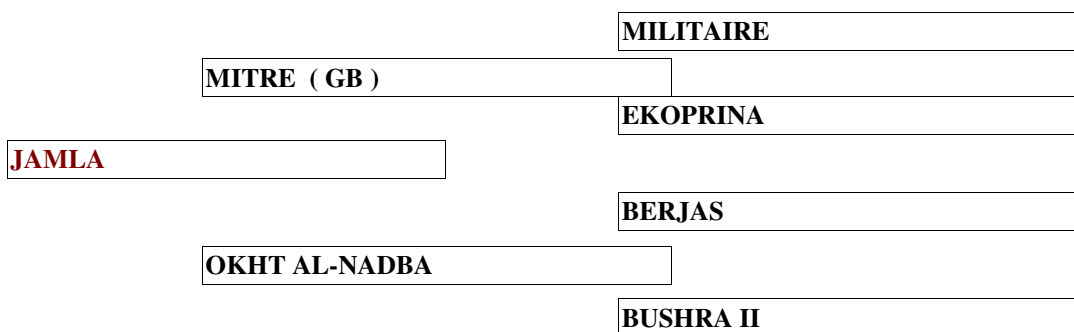 MILITAIRE
MITRE ( GB )
EKOPRINA
JAMLA
BERJAS
OKHT AL-NADBA
BUSHRA II